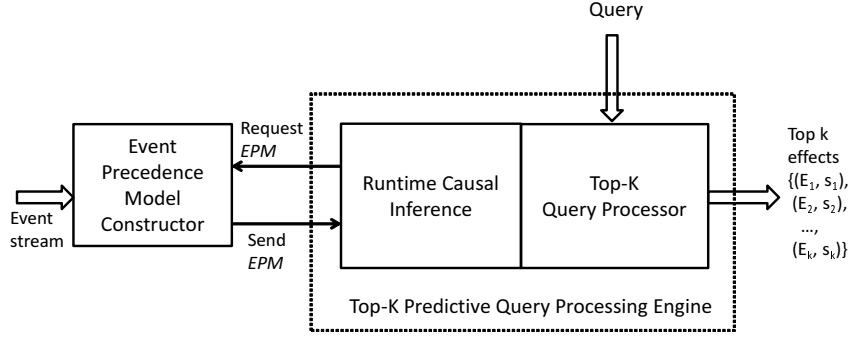 Query
Event
Precedence
Model
Constructor
Request
EPM
Runtime Causal
Inference
Top-K
Query Processor
Top k
effects
{(E₁, s₁),
(E₂, s₂),
...,
(Eₖ, sₖ)}
Event
stream
Send
EPM
Top-K Predictive Query Processing Engine